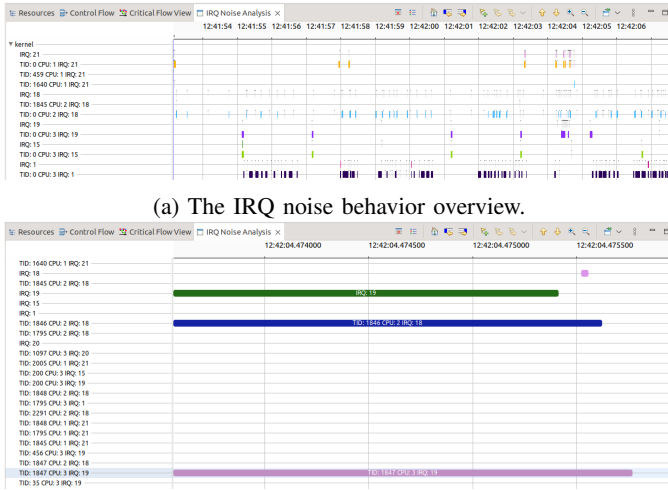 Resources Control Flow Critical Flow View IRQ Noise Analysis ×
12:41:54 12:41:55 12:41:56 12:41:57 12:41:58 12:41:59 12:42:00 12:42:01 12:42:02 12:42:03 12:42:04 12:42:05 12:42:06
kernel
IRQ: 21
TID: 0 CPU: 1 IRQ: 21
TID: 459 CPU: 1 IRQ: 21
TID: 1640 CPU: 1 IRQ: 21
IRQ: 18
TID: 1845 CPU: 2 IRQ: 18
TID: 0 CPU: 2 IRQ: 18
IRQ: 19
TID: 0 CPU: 3 IRQ: 19
IRQ: 15
TID: 0 CPU: 3 IRQ: 15
IRQ: 1
TID: 0 CPU: 3 IRQ: 1
(a) The IRQ noise behavior overview.
Resources Control Flow Critical Flow View IRQ Noise Analysis ×
12:42:04.474000 12:42:04.474500 12:42:04.475000 12:42:04.475500
TID: 1640 CPU: 1 IRQ: 21
IRQ: 18
TID: 1845 CPU: 2 IRQ: 18
IRQ: 19 IRQ: 19
IRQ: 15
IRQ: 1
TID: 1846 CPU: 2 IRQ: 18 TID: 1846 CPU: 2 IRQ: 18
TID: 1795 CPU: 2 IRQ: 18
IRQ: 20
TID: 1097 CPU: 3 IRQ: 20
TID: 2005 CPU: 1 IRQ: 21
TID: 200 CPU: 3 IRQ: 15
TID: 200 CPU: 3 IRQ: 19
TID: 1848 CPU: 2 IRQ: 18
TID: 1795 CPU: 3 IRQ: 1
TID: 2291 CPU: 2 IRQ: 18
TID: 1848 CPU: 1 IRQ: 21
TID: 1795 CPU: 1 IRQ: 21
TID: 1845 CPU: 1 IRQ: 21
TID: 456 CPU: 3 IRQ: 19
TID: 1847 CPU: 2 IRQ: 18
TID: 1847 CPU: 3 IRQ: 19 TID: 1847 CPU: 3 IRQ: 19
TID: 35 CPU: 3 IRQ: 19